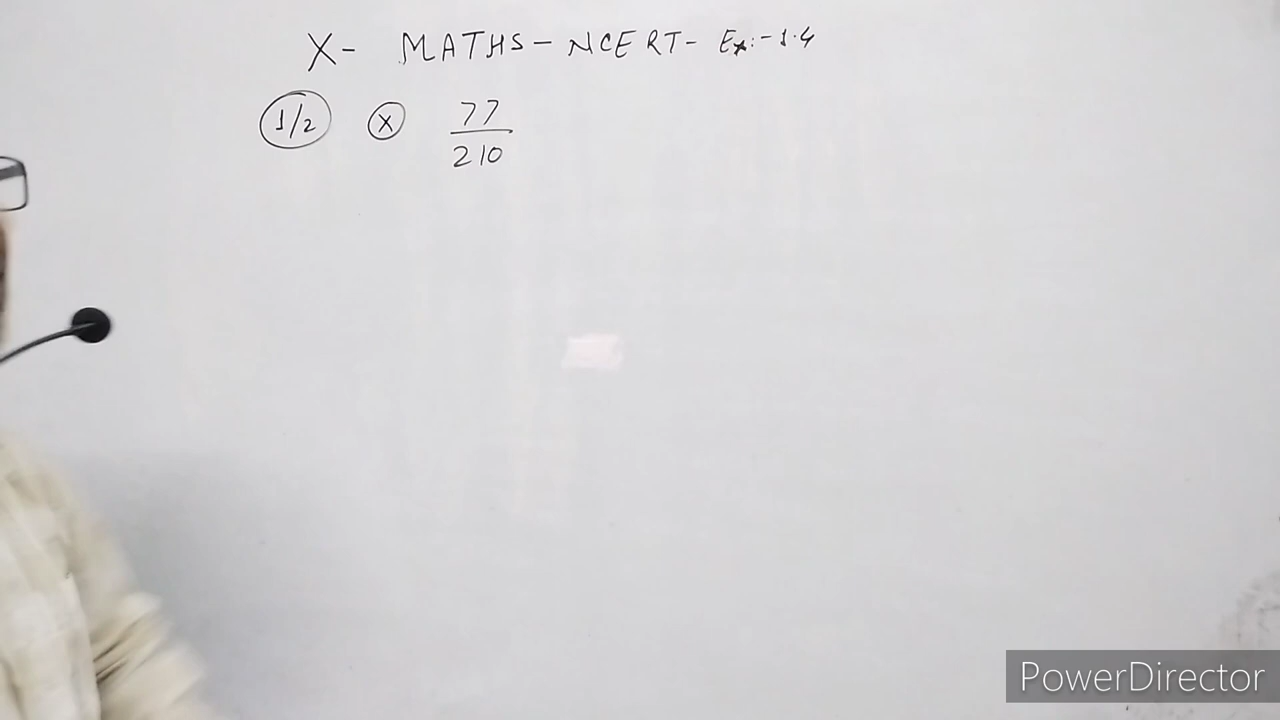 X- MATHS - NCERT - Ex:- 1.4
1/2 X 77
210
PowerDirector